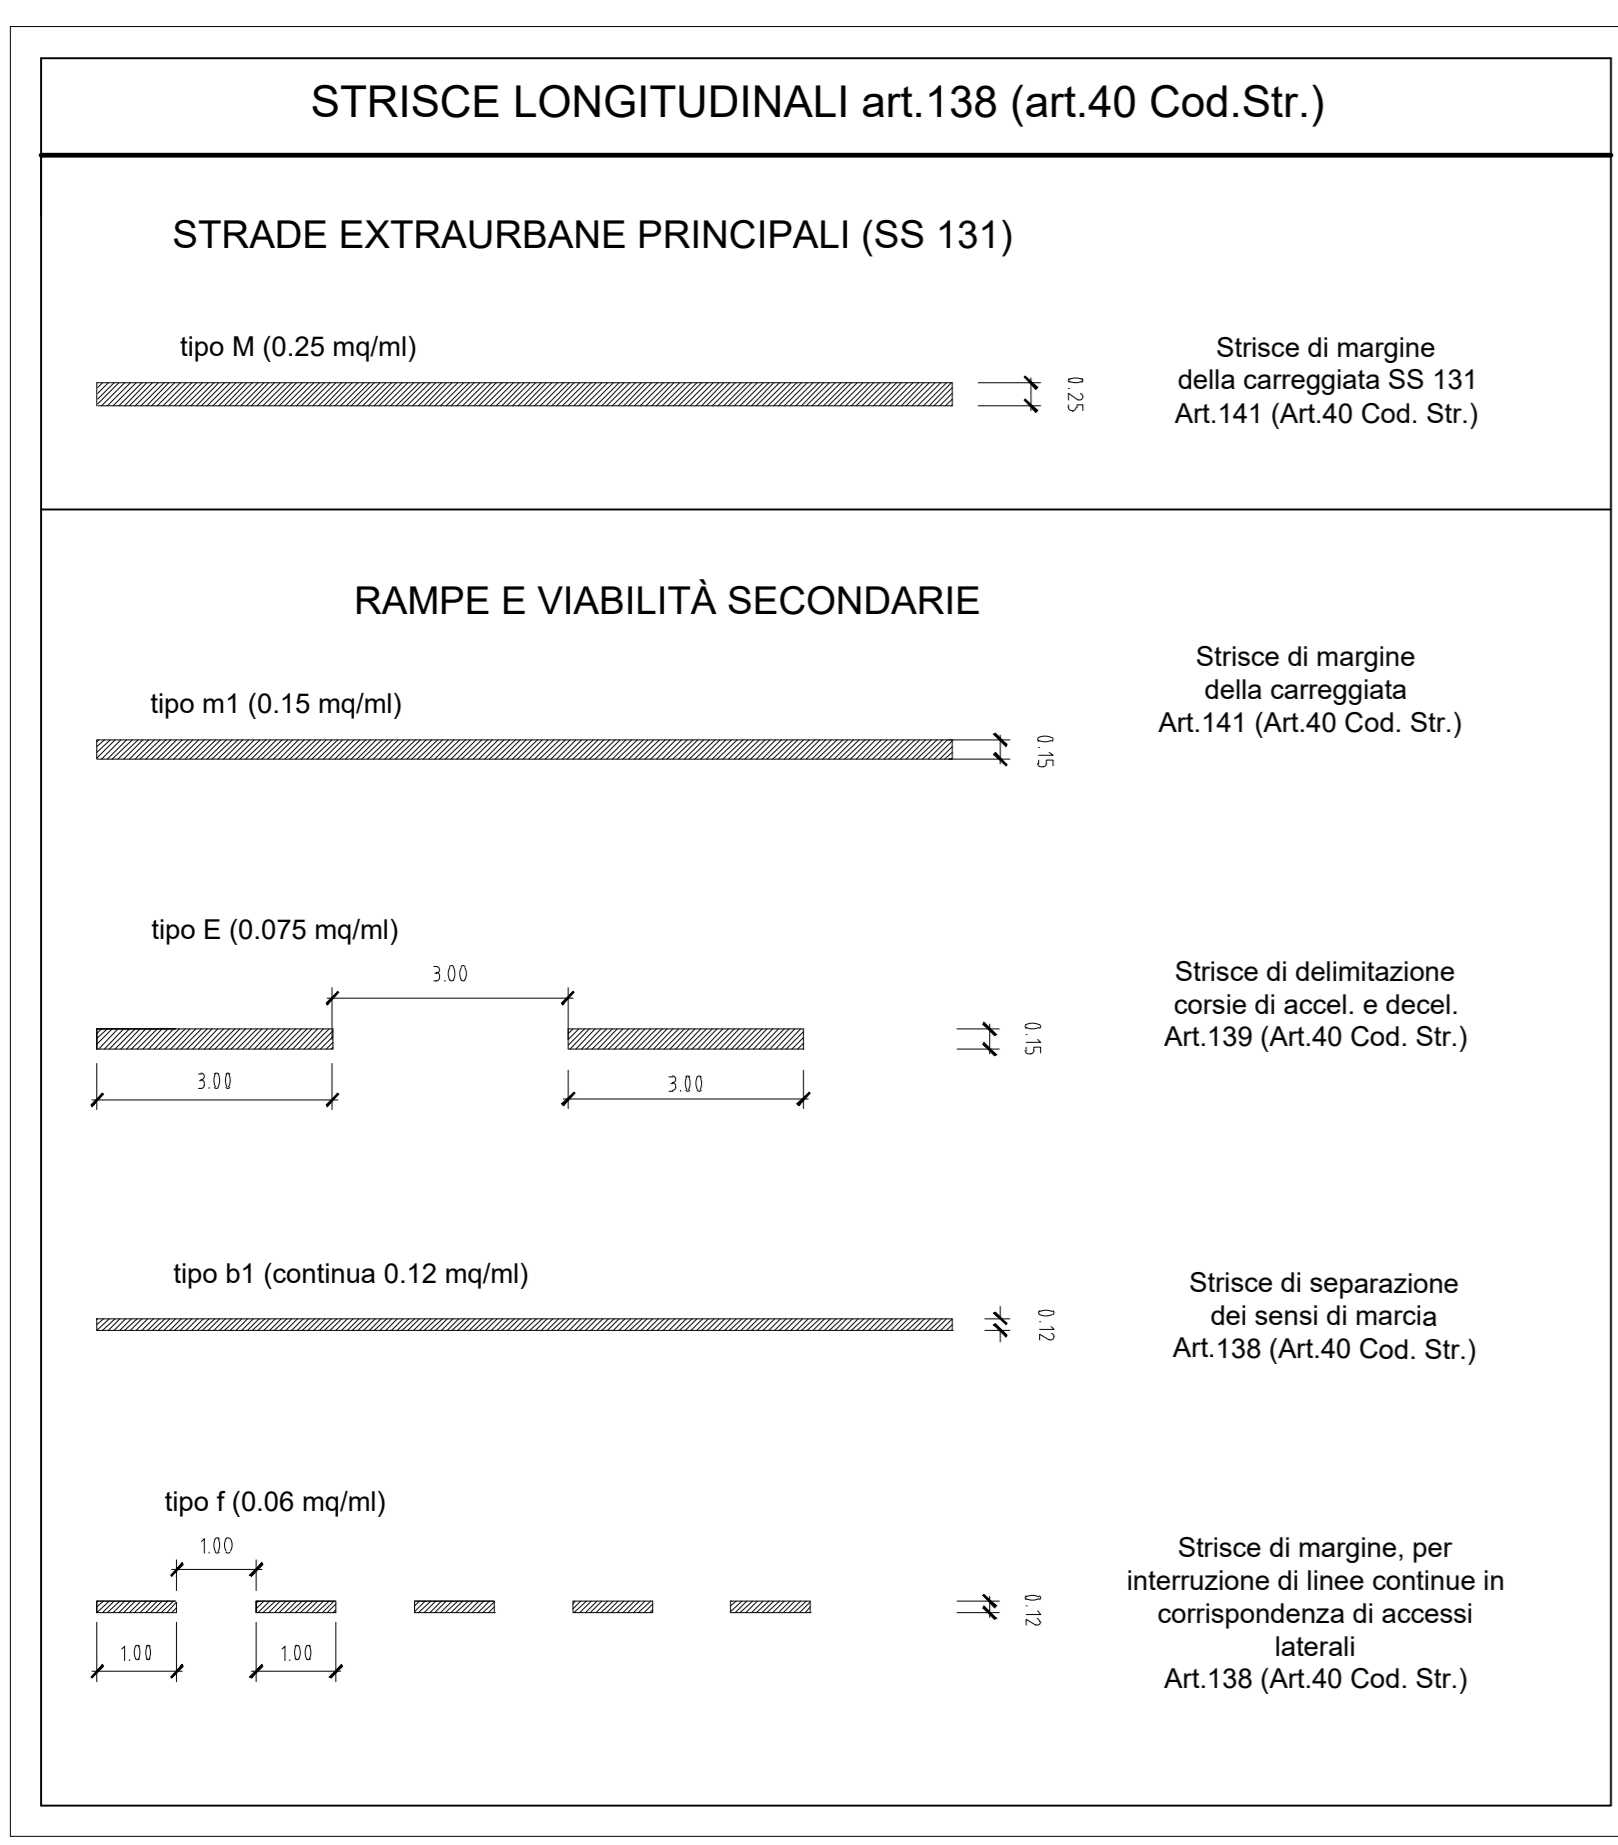 STRISCE LONGITUDINALI art.138 (art.40 Cod.Str.)
STRADE EXTRAURBANE PRINCIPALI (SS 131)
tipo M (0.25 mq/ml)
0.25
Strisce di margine
della carreggiata SS 131
Art.141 (Art.40 Cod. Str.)
RAMPE E VIABILITÀ SECONDARIE
tipo m1 (0.15 mq/ml)
0.15
Strisce di margine
della carreggiata
Art.141 (Art.40 Cod. Str.)
tipo E (0.075 mq/ml)
3.00
3.00
3.00
0.15
Strisce di delimitazione
corsie di accel. e decel.
Art.139 (Art.40 Cod. Str.)
tipo b1 (continua 0.12 mq/ml)
0.12
Strisce di separazione
dei sensi di marcia
Art.138 (Art.40 Cod. Str.)
tipo f (0.06 mq/ml)
1.00
1.00
1.00
0.12
Strisce di margine, per
interruzione di linee continue in
corrispondenza di accessi
laterali
Art.138 (Art.40 Cod. Str.)